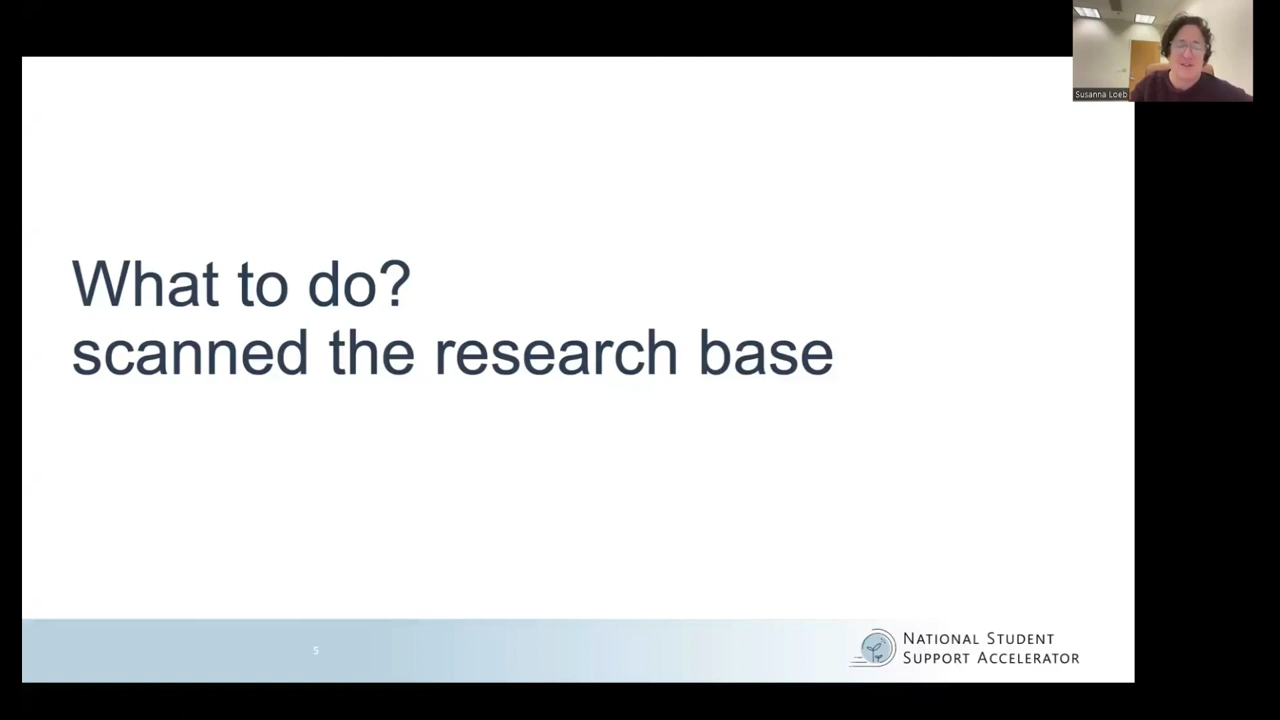 Susanna Loeb
What to do?
scanned the research base
5
NATIONAL STUDENT
SUPPORT ACCELERATOR